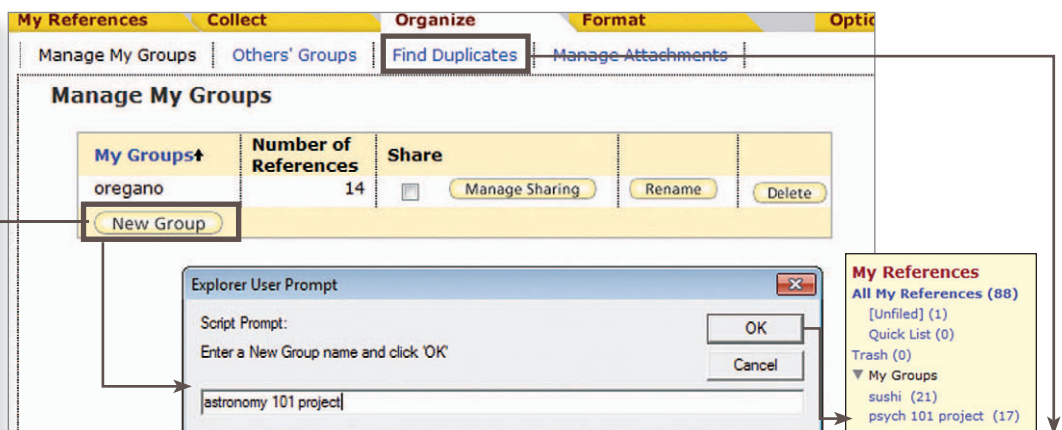 My References Collect Organize Format Optio
Manage My Groups Others' Groups Find Duplicates Manage Attachments
Manage My Groups
My Groups Number of References Share
oregano 14 Manage Sharing Rename Delete
New Group
Explorer User Prompt
Script Prompt:
Enter a New Group name and click 'OK'
OK
Cancel
astronomy 101 project
My References
All My References (88)
[Unfiled] (1)
Quick List (0)
Trash (0)
My Groups
sushi (21)
psych 101 project (17)